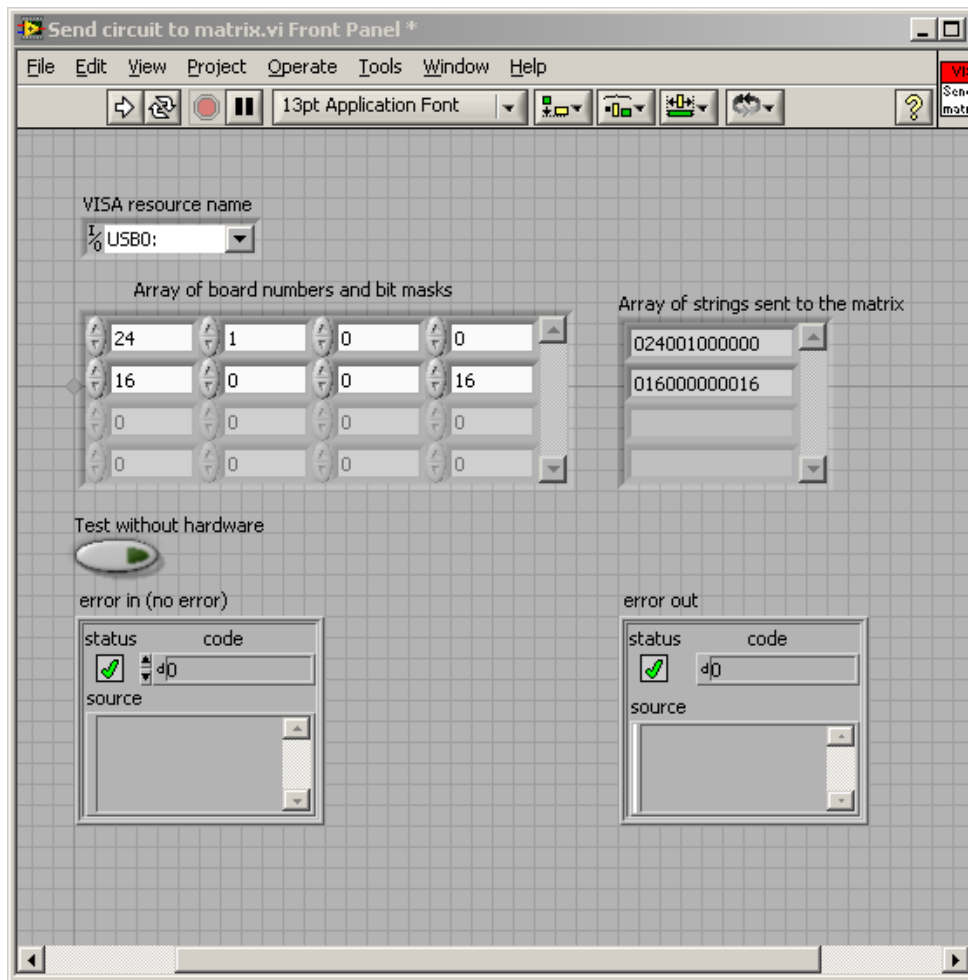 Send circuit to matrix.vi Front Panel *
File Edit View Project Operate Tools Window Help
13pt Application Font
?
VISA resource name
I/O USB0:
Array of board numbers and bit masks
24 1 0 0
16 0 0 16
0 0 0 0
0 0 0 0
Array of strings sent to the matrix
024001000000
016000000016
Test without hardware
error in (no error)
status code
d0
source
error out
status code
d0
source